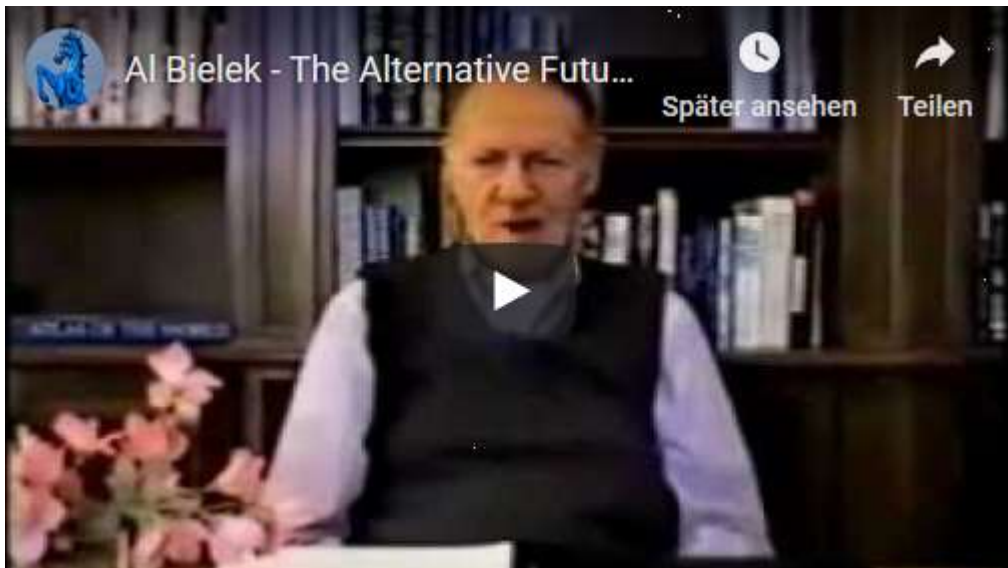 Al Bielek - The Alternative Futu...
Später ansehen
Teilen
ATLAS OF THE WORLD